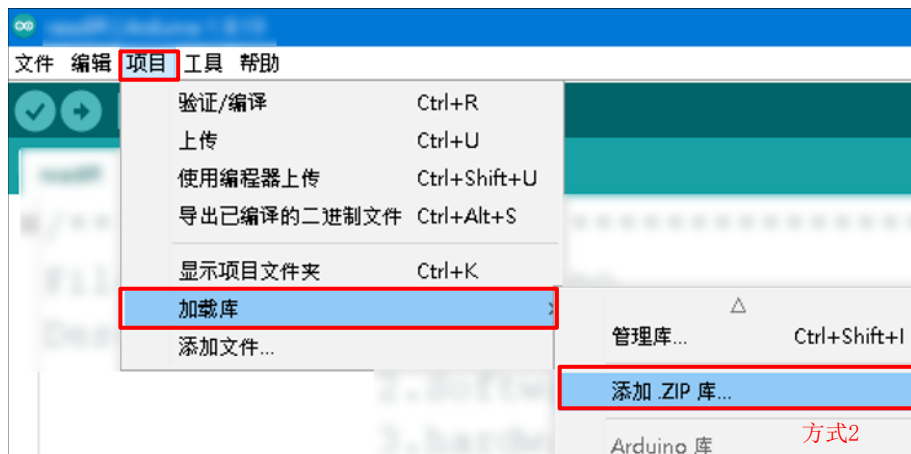 文件 编辑 项目 工具 帮助
验证/编译 Ctrl+R
上传 Ctrl+U
使用编程器上传 Ctrl+Shift+U
导出已编译的二进制文件 Ctrl+Alt+S
显示项目文件夹 Ctrl+K
加载库
添加文件...
管理库... Ctrl+Shift+I
添加 .ZIP 库...
Arduino 库
方式2